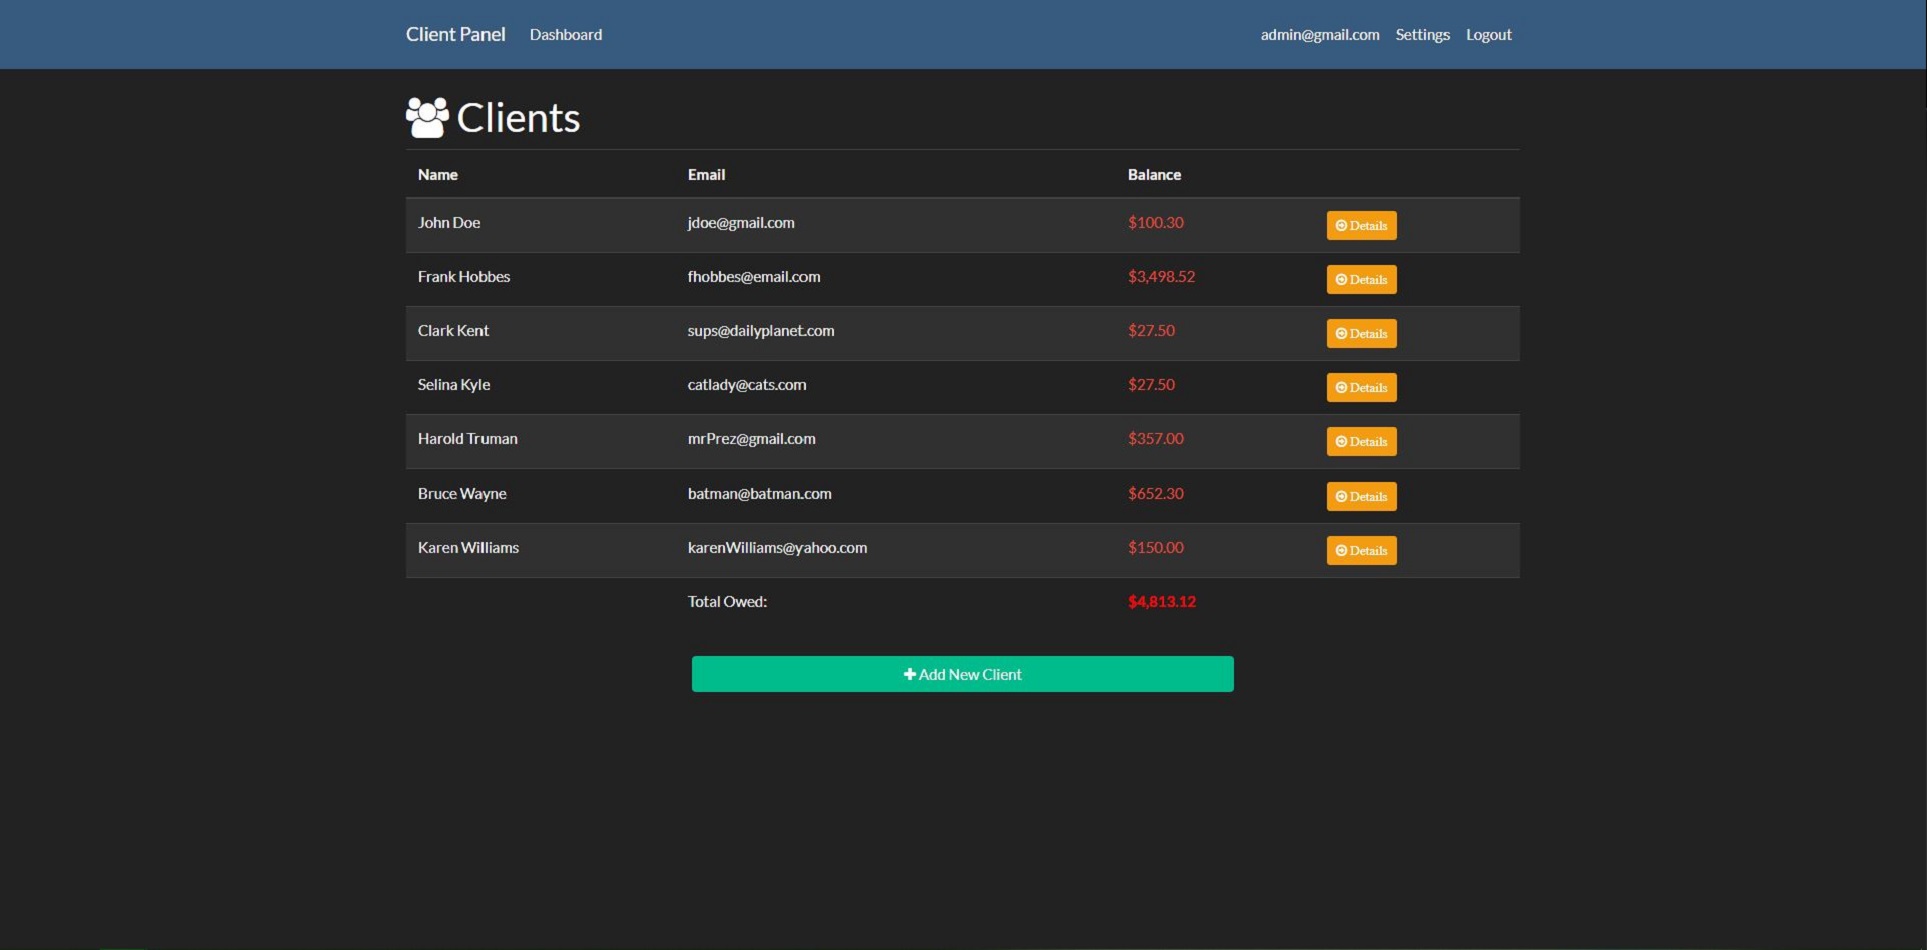 Client Panel Dashboard admin@gmail.com Settings Logout
Clients
Name Email Balance
John Doe jdoe@gmail.com $100.30 Details
Frank Hobbes fhobbes@email.com $3,498.52 Details
Clark Kent sups@dailyplanet.com $27.50 Details
Selina Kyle catlady@cats.com $27.50 Details
Harold Truman mrPrez@gmail.com $357.00 Details
Bruce Wayne batman@batman.com $652.30 Details
Karen Williams karenWilliams@yahoo.com $150.00 Details
Total Owed: $4,813.12
Add New Client